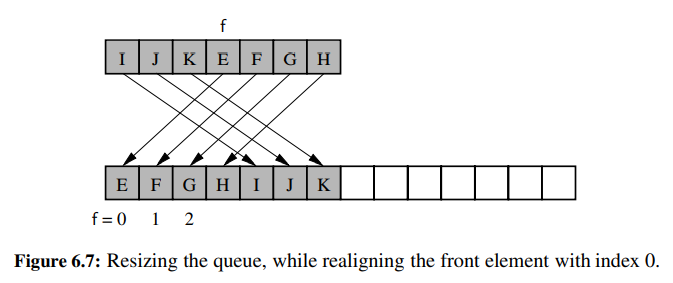 f
I J K E F G H
E F G H I J K
f = 0 1 2
Figure 6.7: Resizing the queue, while realigning the front element with index 0.